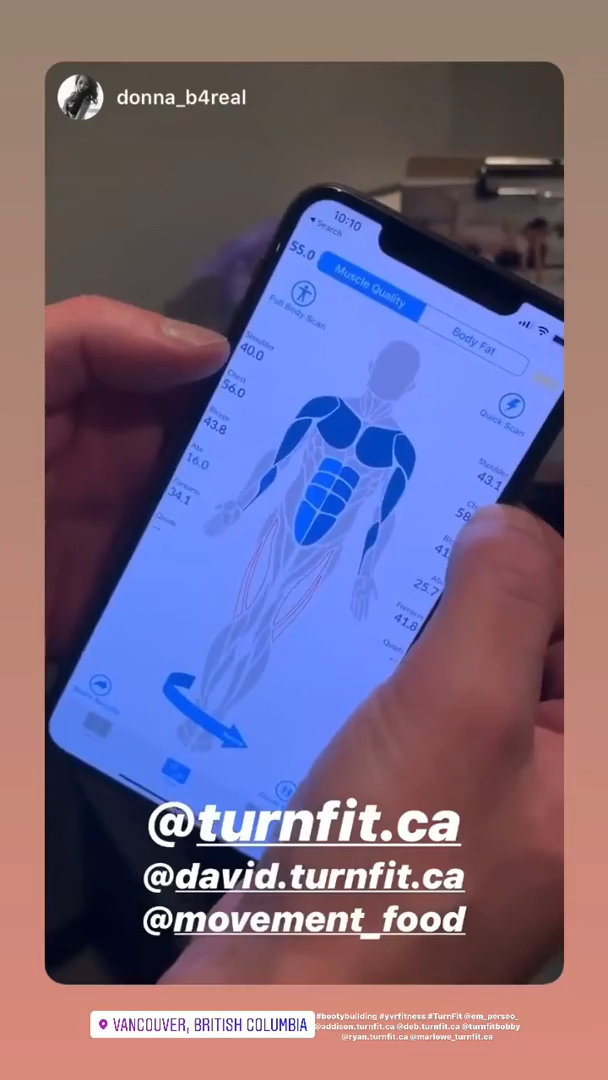 donna_b4real
10:10
Search
55.0
Muscle Quality
Body Fat
Full Body Scan
Quick Scan
Shoulder
40.0
Chest
56.0
Biceps
43.8
Abs
16.0
Forearm
34.1
Quads
--
Shoulder
43.1
58
41
25.7
Forearm
41.8
Quads
--
@turnfit.ca
@david.turnfit.ca
@movement_food
VANCOUVER, BRITISH COLUMBIA
#bootybuilding #yvrfitness #TurnFit @em_perseo_
@addison.turnfit.ca @deb.turnfit.ca @turnfitbobby
@ryan.turnfit.ca @marlowe_turnfit.ca